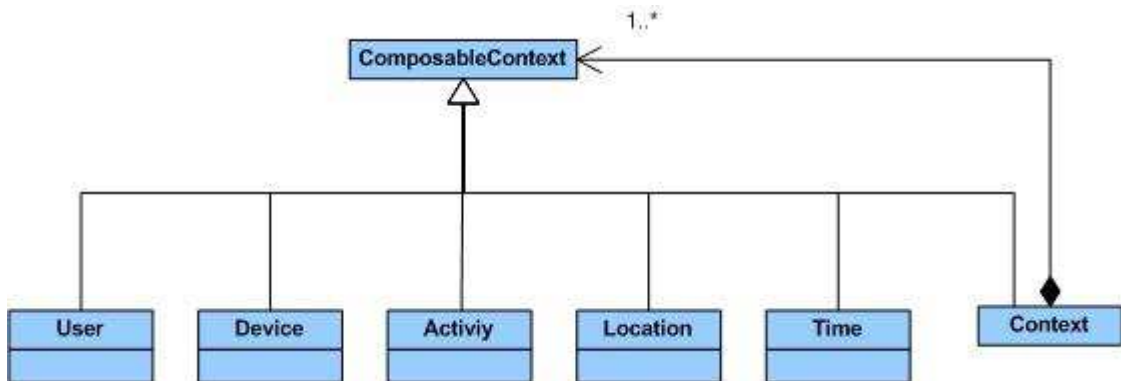 1..*
ComposableContext
User
Device
Activiy
Location
Time
Context